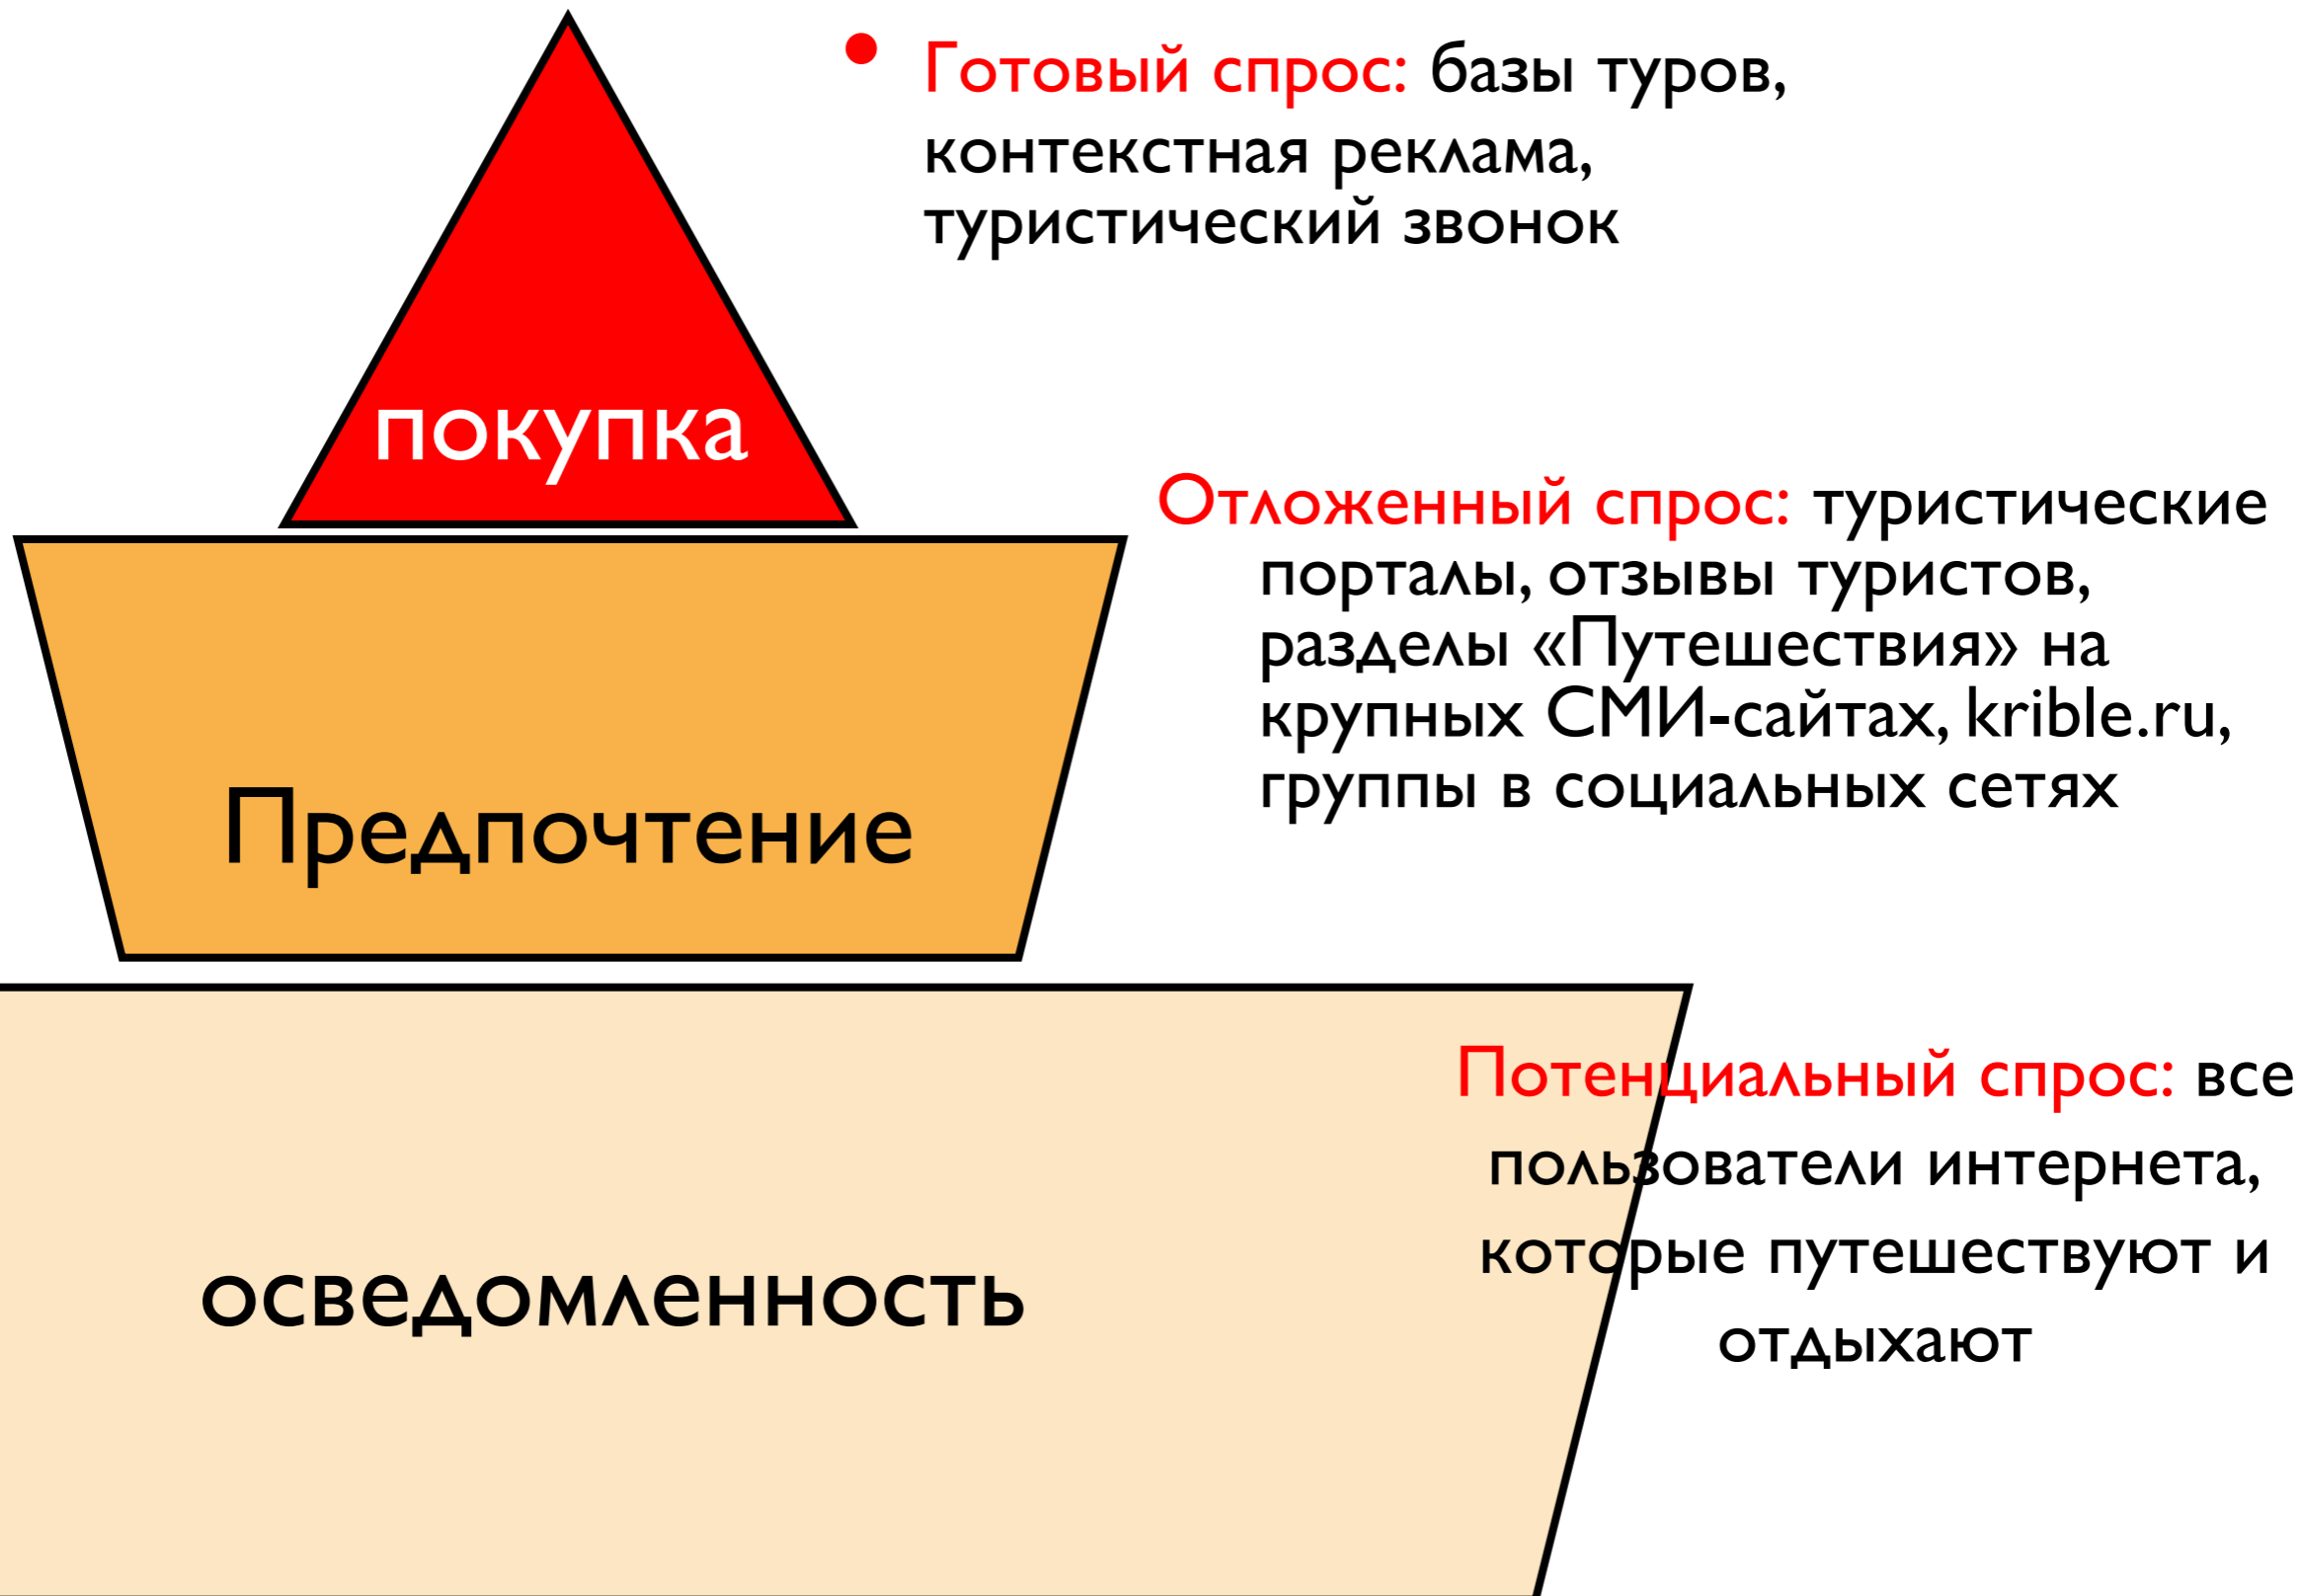 • Готовый спрос: базы туров,
контекстная реклама,
туристический звонок
покупка
Отложенный спрос: туристические
порталы, отзывы туристов,
разделы «Путешествия» на
крупных СМИ-сайтах, krible.ru,
группы в социальных сетях
Предпочтение
Потенциальный спрос: все
пользователи интернета,
которые путешествуют и
отдыхают
осведомленность